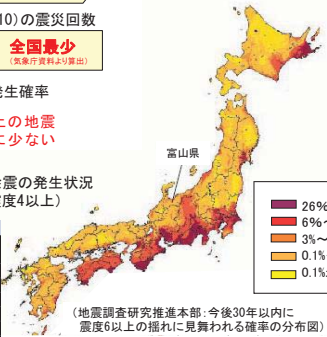 10)の震災回数
全国最少
(気象庁資料より算出)
発生確率
上の地震
に少ない
震の発生状況
度4以上)
富山県
26%
6%~
3%~
0.1%
0.1%
(地震調査研究推進本部:今後30年以内に
震度6以上の揺れに見舞われる確率の分布図)